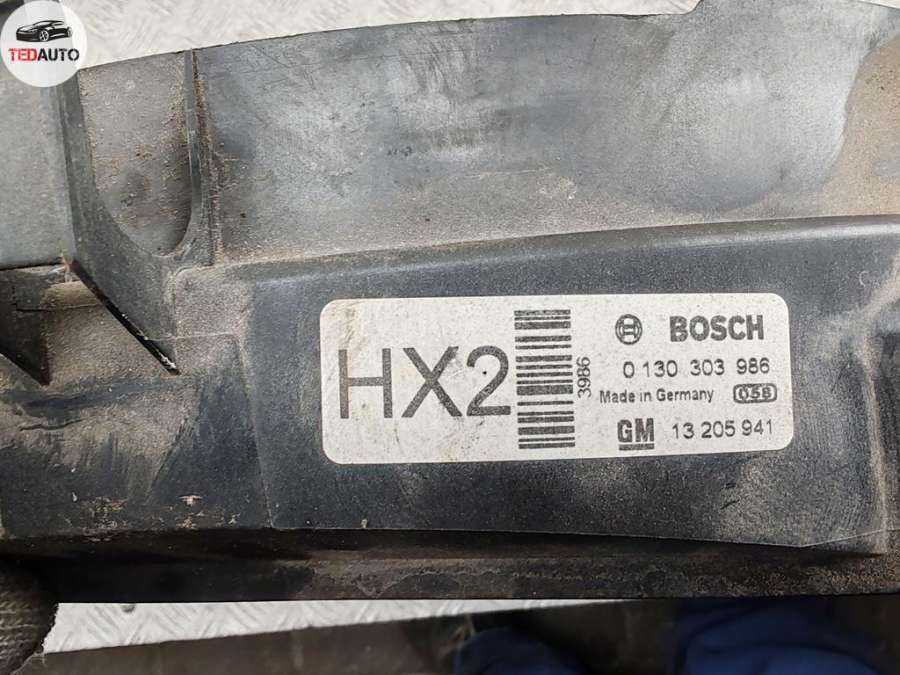 TEDAUTO
HX2
3986
BOSCH
0 130 303 986
Made in Germany 058
GM 13 205 941